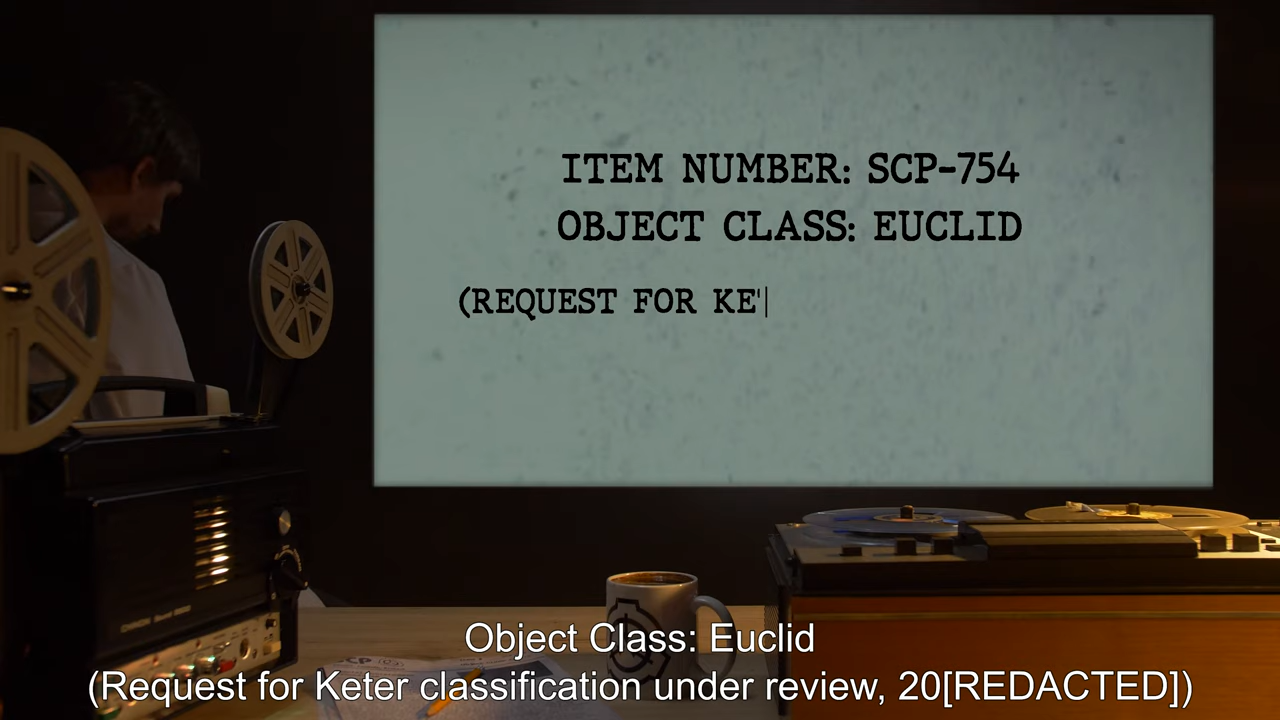 ITEM NUMBER: SCP-754
OBJECT CLASS: EUCLID
(REQUEST FOR KE
SCP
Object Class: Euclid
(Request for Keter classification under review, 20[REDACTED])